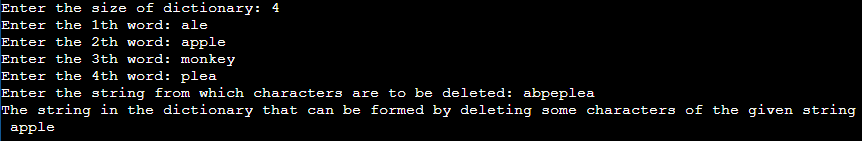 Enter the size of dictionary: 4
Enter the 1th word: ale
Enter the 2th word: apple
Enter the 3th word: monkey
Enter the 4th word: plea
Enter the string from which characters are to be deleted: abpeplea
The string in the dictionary that can be formed by deleting some characters of the given string
apple